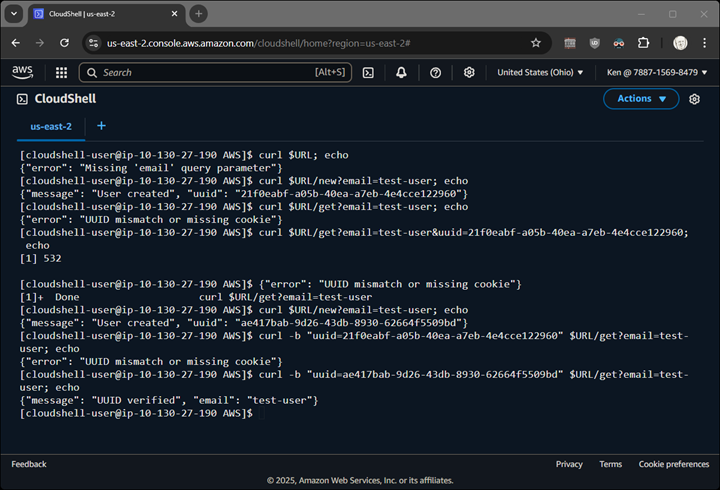 CloudShell | us-east-2
us-east-2.console.aws.amazon.com/cloudshell/home?region=us-east-2#
aws
Search
[Alt+S]
United States (Ohio)
Ken @ 7887-1569-8479
CloudShell
Actions
us-east-2
[cloudshell-user@ip-10-130-27-190 AWS]$ curl $URL; echo
{"error": "Missing 'email' query parameter"}
[cloudshell-user@ip-10-130-27-190 AWS]$ curl $URL/new?email=test-user; echo
{"message": "User created", "uuid": "21f0eabf-a05b-40ea-a7eb-4e4cce122960"}
[cloudshell-user@ip-10-130-27-190 AWS]$ curl $URL/get?email=test-user; echo
{"error": "UUID mismatch or missing cookie"}
[cloudshell-user@ip-10-130-27-190 AWS]$ curl $URL/get?email=test-user&uuid=21f0eabf-a05b-40ea-a7eb-4e4cce122960;
echo
[1] 532
[cloudshell-user@ip-10-130-27-190 AWS]$ {"error": "UUID mismatch or missing cookie"}
[1]+ Done curl $URL/get?email=test-user
[cloudshell-user@ip-10-130-27-190 AWS]$ curl $URL/new?email=test-user; echo
{"message": "User created", "uuid": "ae417bab-9d26-43db-8930-62664f5509bd"}
[cloudshell-user@ip-10-130-27-190 AWS]$ curl -b "uuid=21f0eabf-a05b-40ea-a7eb-4e4cce122960" $URL/get?email=test-
user; echo
{"error": "UUID mismatch or missing cookie"}
[cloudshell-user@ip-10-130-27-190 AWS]$ curl -b "uuid=ae417bab-9d26-43db-8930-62664f5509bd" $URL/get?email=test-
user; echo
{"message": "UUID verified", "email": "test-user"}
[cloudshell-user@ip-10-130-27-190 AWS]$
Feedback
Privacy
Terms
Cookie preferences
© 2025, Amazon Web Services, Inc. or its affiliates.